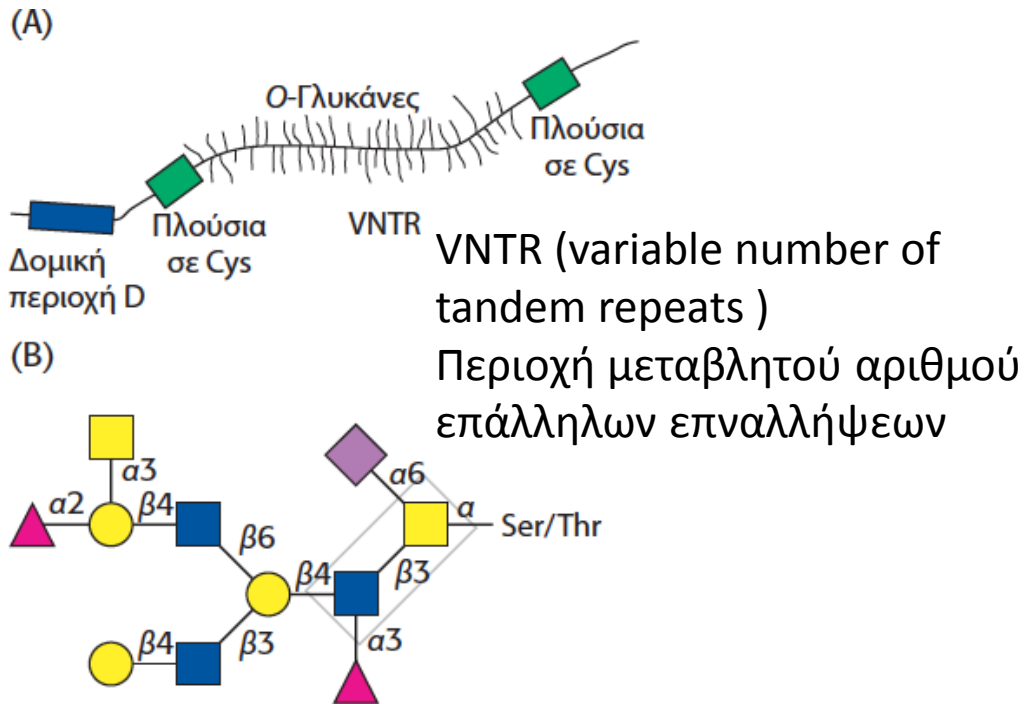 (A)
O-Γλυκάνες
Πλούσια
σε Cys
Πλούσια
σε Cys
VNTR
Δομική
περιοχή D
VNTR (variable number of
tandem repeats )
Περιοχή μεταβλητού αριθμού
επάλληλων επναλλήψεων
(B)
α3
α6
α2
β4
α
Ser/Thr
β6
β4
β3
β4
β3
α3